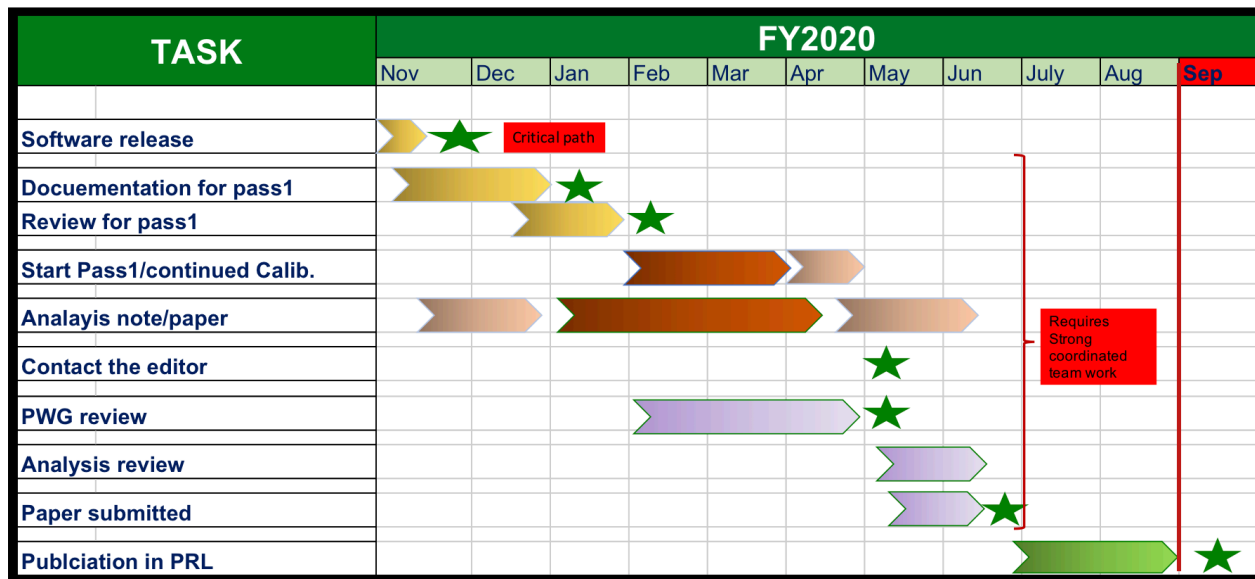 TASK
FY2020
Nov Dec Jan Feb Mar Apr May Jun July Aug Sep
Software release
Critical path
Docuementation for pass1
Review for pass1
Start Pass1/continued Calib.
Analayis note/paper
Requires
Strong
coordinated
team work
Contact the editor
PWG review
Analysis review
Paper submitted
Publciation in PRL